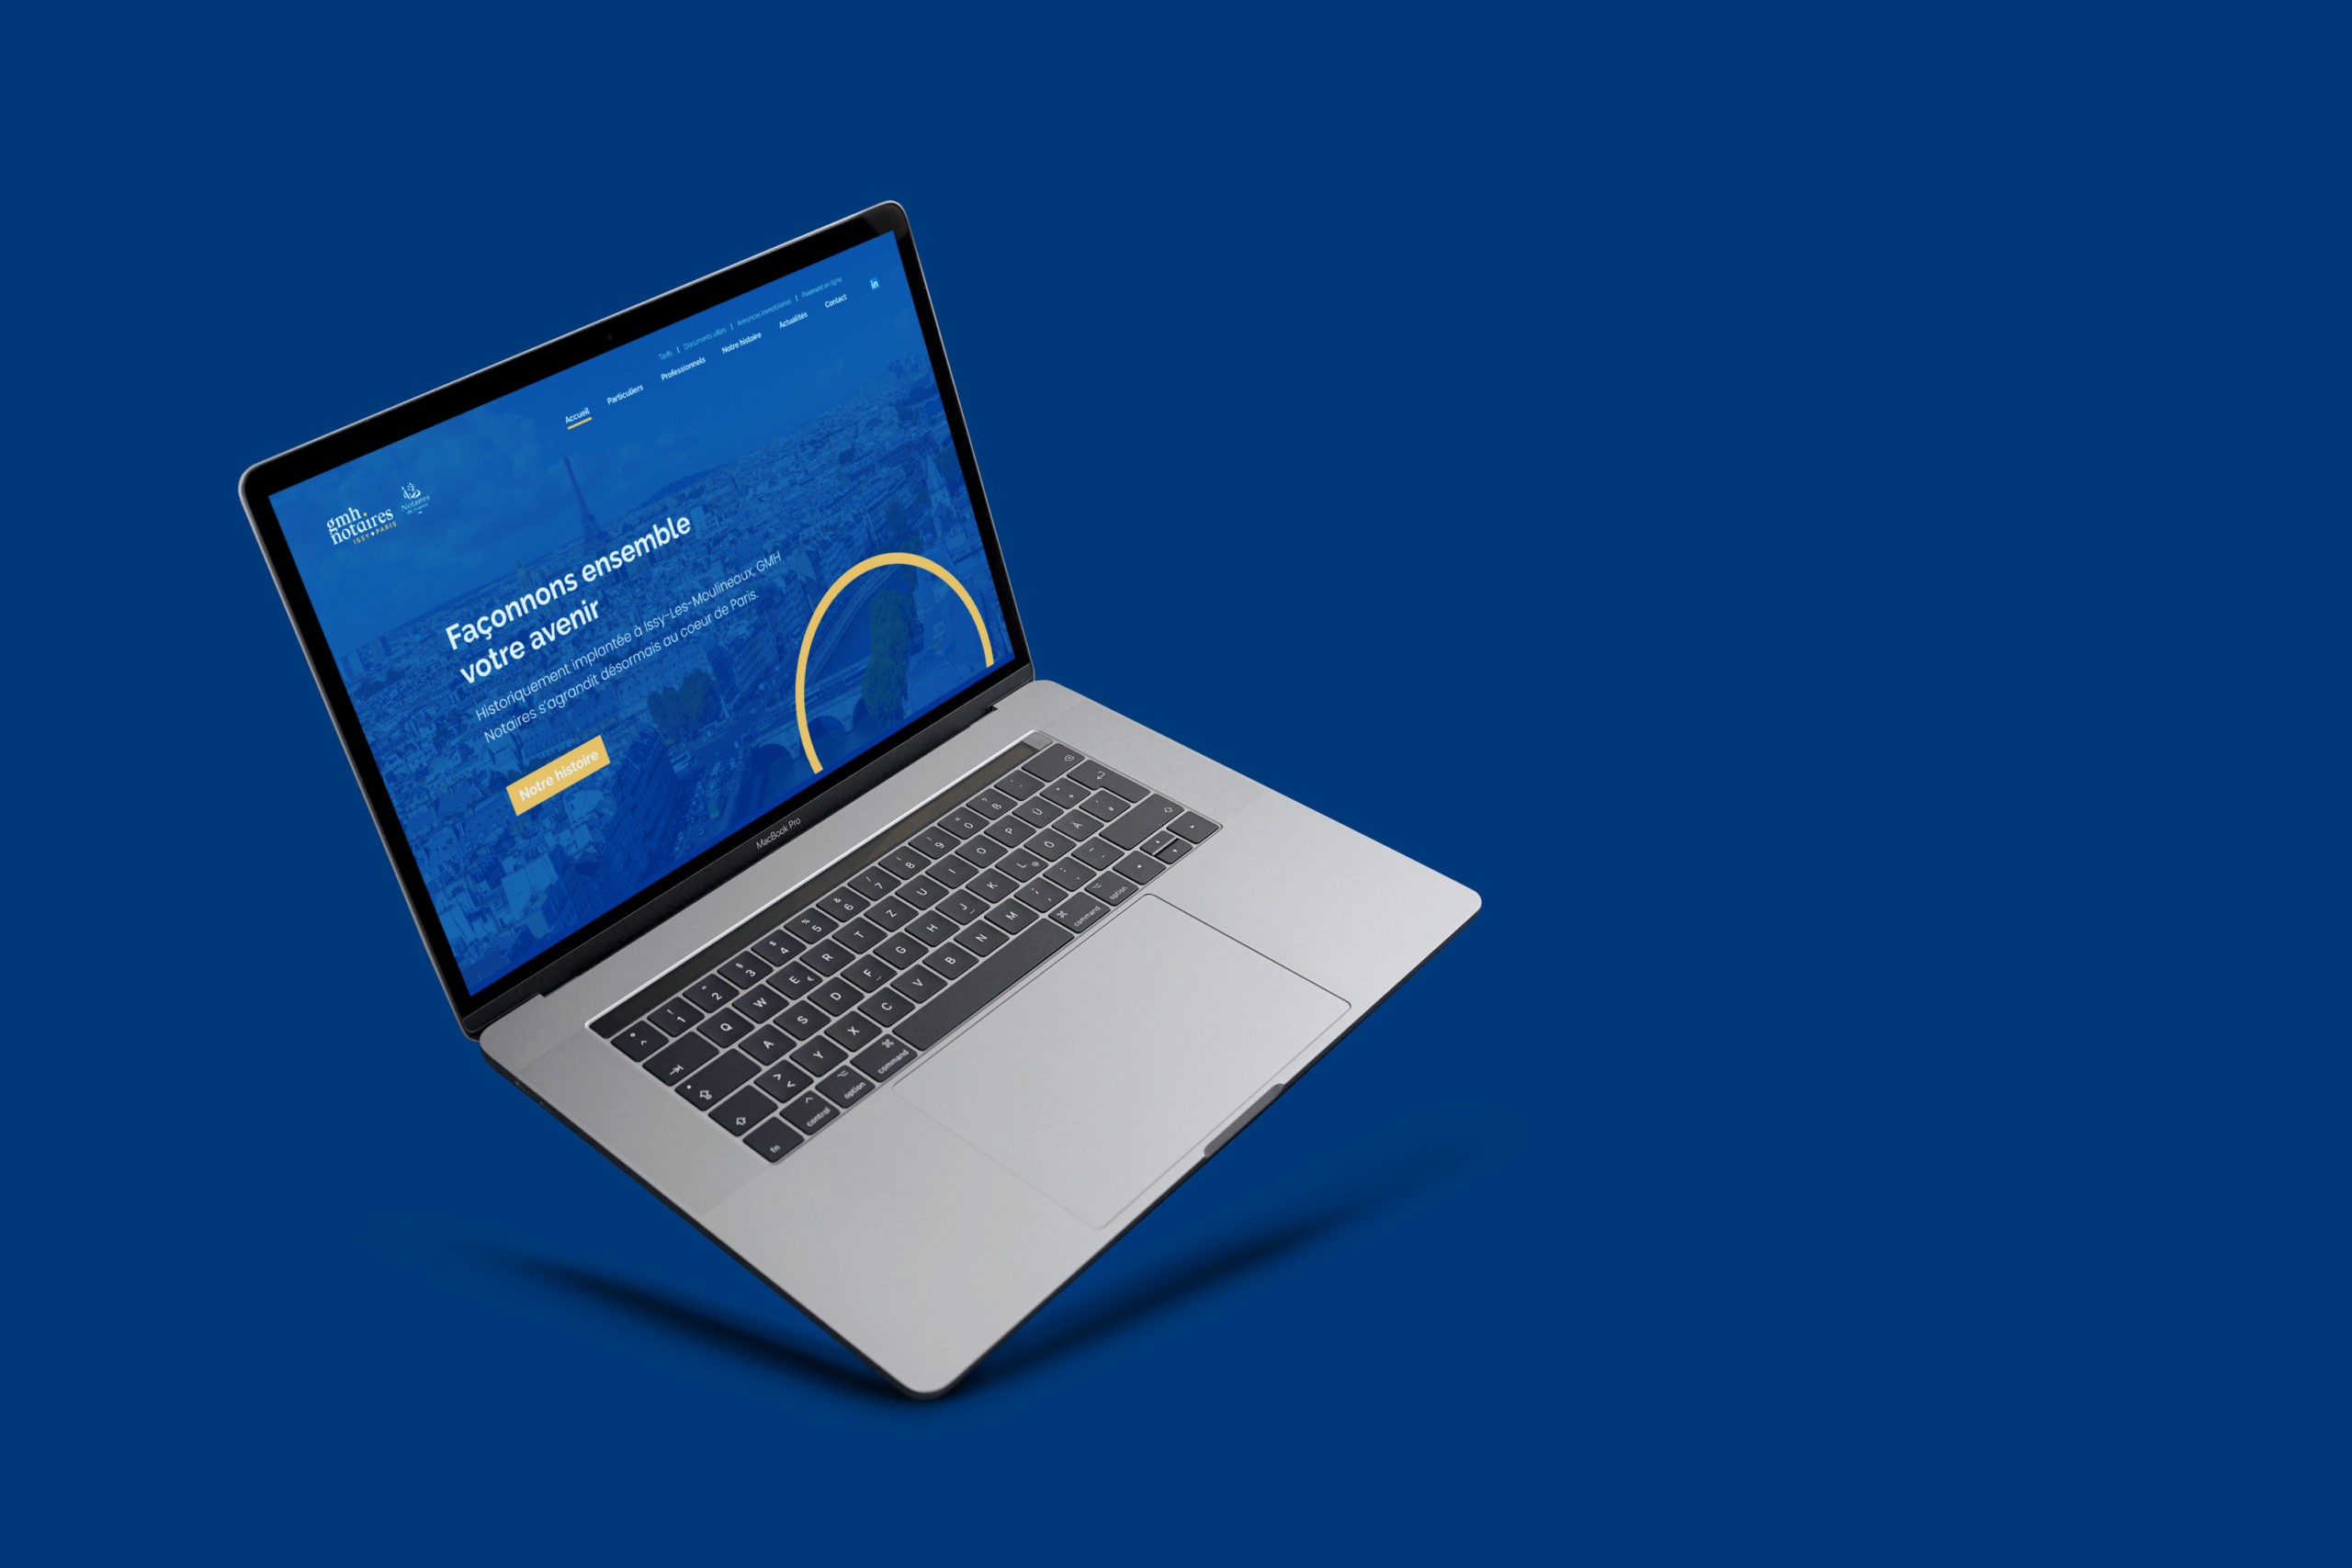 Tarifs | Documents utiles | Annonces immobilières | Paiement en ligne
in
Accueil Particuliers Professionnels Notre histoire Actualités Contact
gmh.
notaires
ISSY • PARIS
Notaires
de France
Façonnons ensemble
votre avenir
Historiquement implantée à Issy-Les-Moulineaux, GMH
Notaires s'agrandit désormais au coeur de Paris.
Notre histoire
MacBook Pro
° ^ ! 1 " 2 § 3 $ 4 % 5 & 6 / 7 ( 8 ) 9 = 0 ? ß
Q W E € R T Z U I O P Ü * +
A S D F G H J K L @ Ö Ä ' #
> < Y X C V B N M ; , : . _ -
fn control option command command option